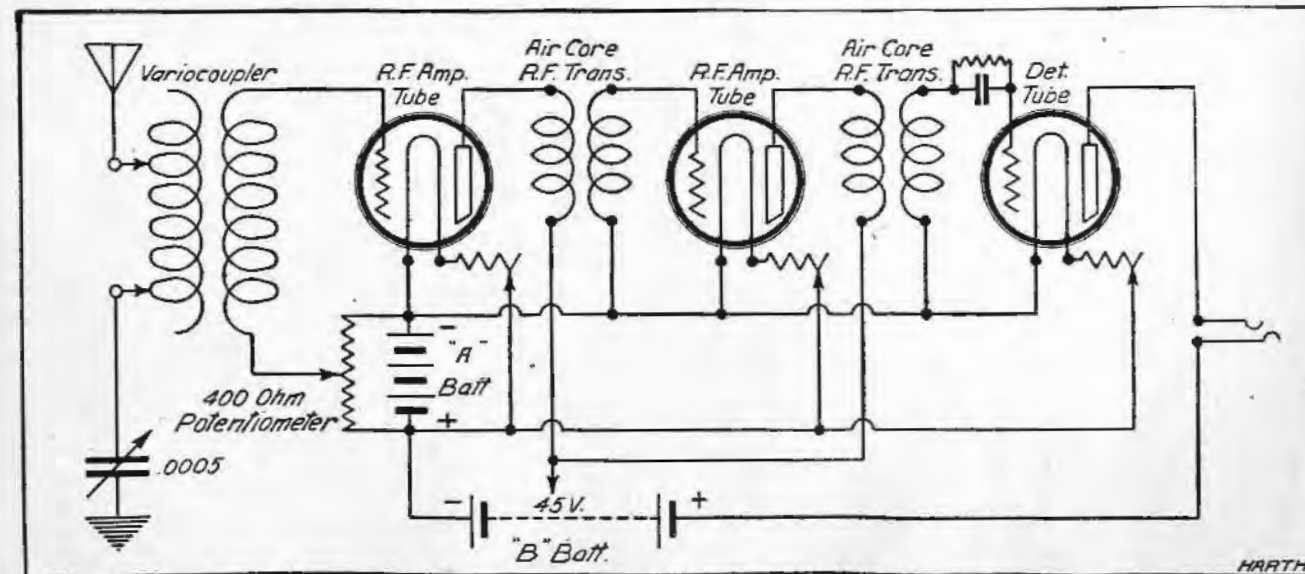 Variocoupler
R.F. Amp.
Tube
Air Core
R.F. Trans.
R.F. Amp.
Tube
Air Core
R.F. Trans.
Det.
Tube
-
"A"
Batt
+
400 Ohm
Potentiometer
.0005
-
45 V.
+
"B" Batt.
HARTH